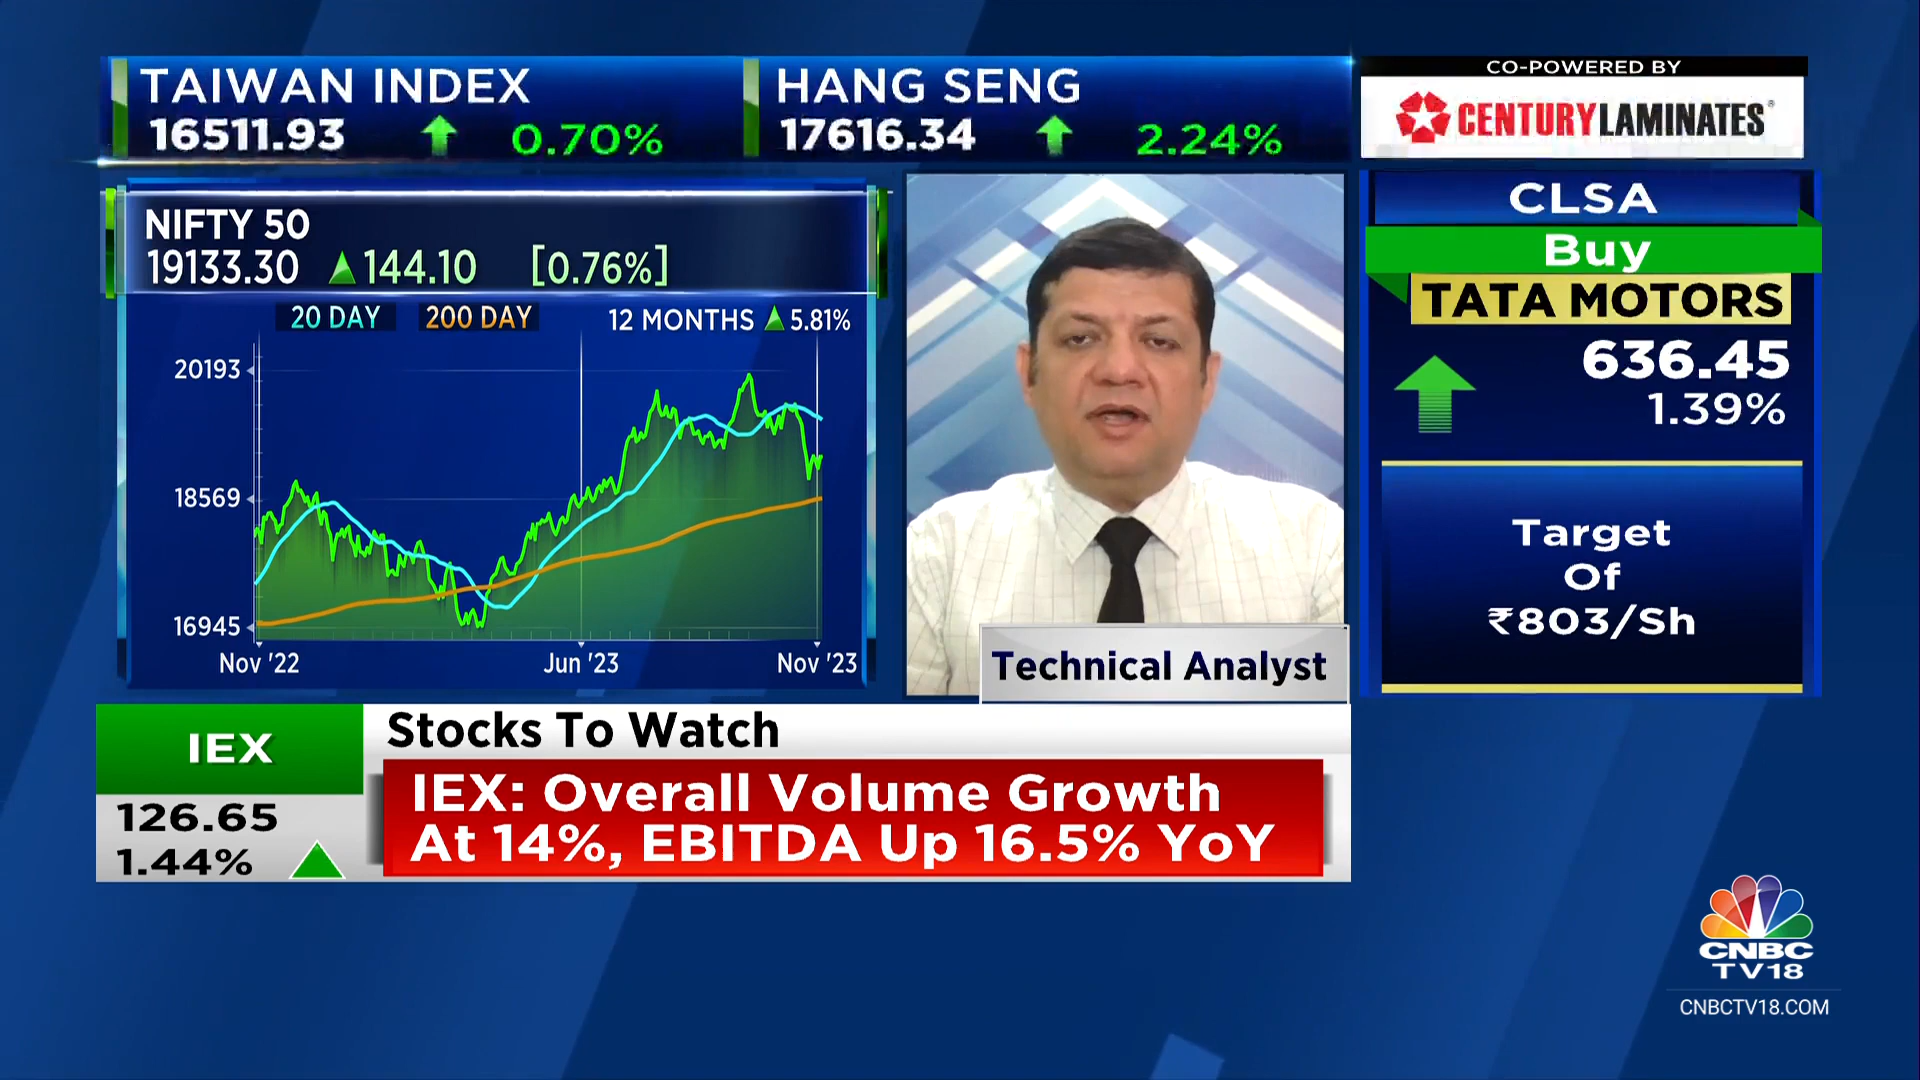 TAIWAN INDEX
16511.93 0.70%
HANG SENG
17616.34 2.24%
CO-POWERED BY
CENTURYLAMINATES®
NIFTY 50
19133.30 ▲144.10 [0.76%]
20 DAY 200 DAY 12 MONTHS ▲5.81%
20193
18569
16945
Nov '22 Jun '23 Nov '23
Technical Analyst
CLSA
Buy
TATA MOTORS
636.45
1.39%
Target
Of
₹803/Sh
IEX
126.65
1.44%
Stocks To Watch
IEX: Overall Volume Growth
At 14%, EBITDA Up 16.5% YoY
CNBC
TV18
CNBCTV18.COM